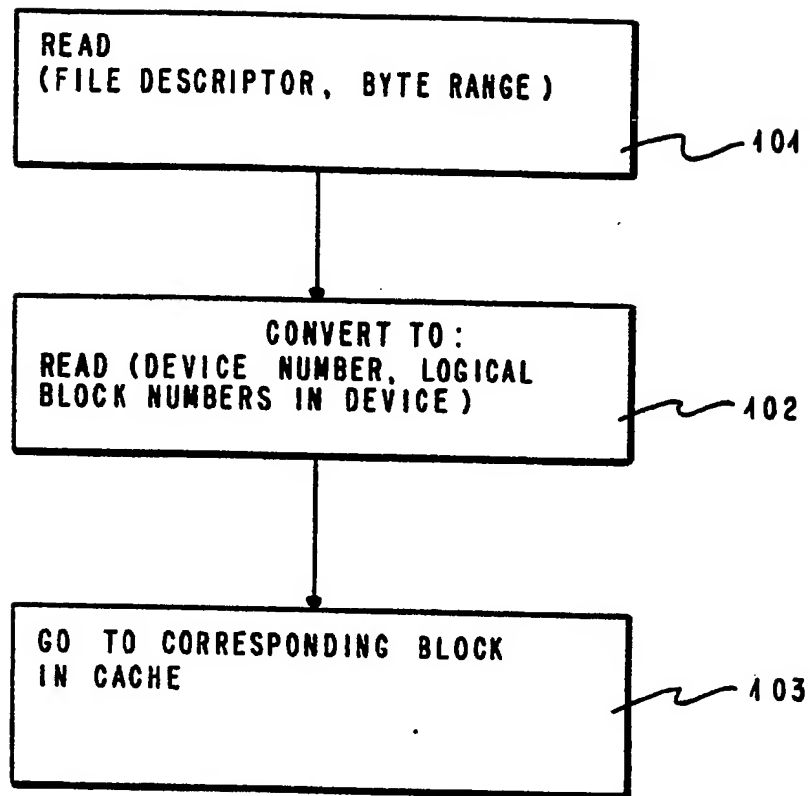 READ
(FILE DESCRIPTOR, BYTE RANGE)
101
CONVERT TO:
READ (DEVICE NUMBER, LOGICAL
BLOCK NUMBERS IN DEVICE)
102
GO TO CORRESPONDING BLOCK
IN CACHE
103